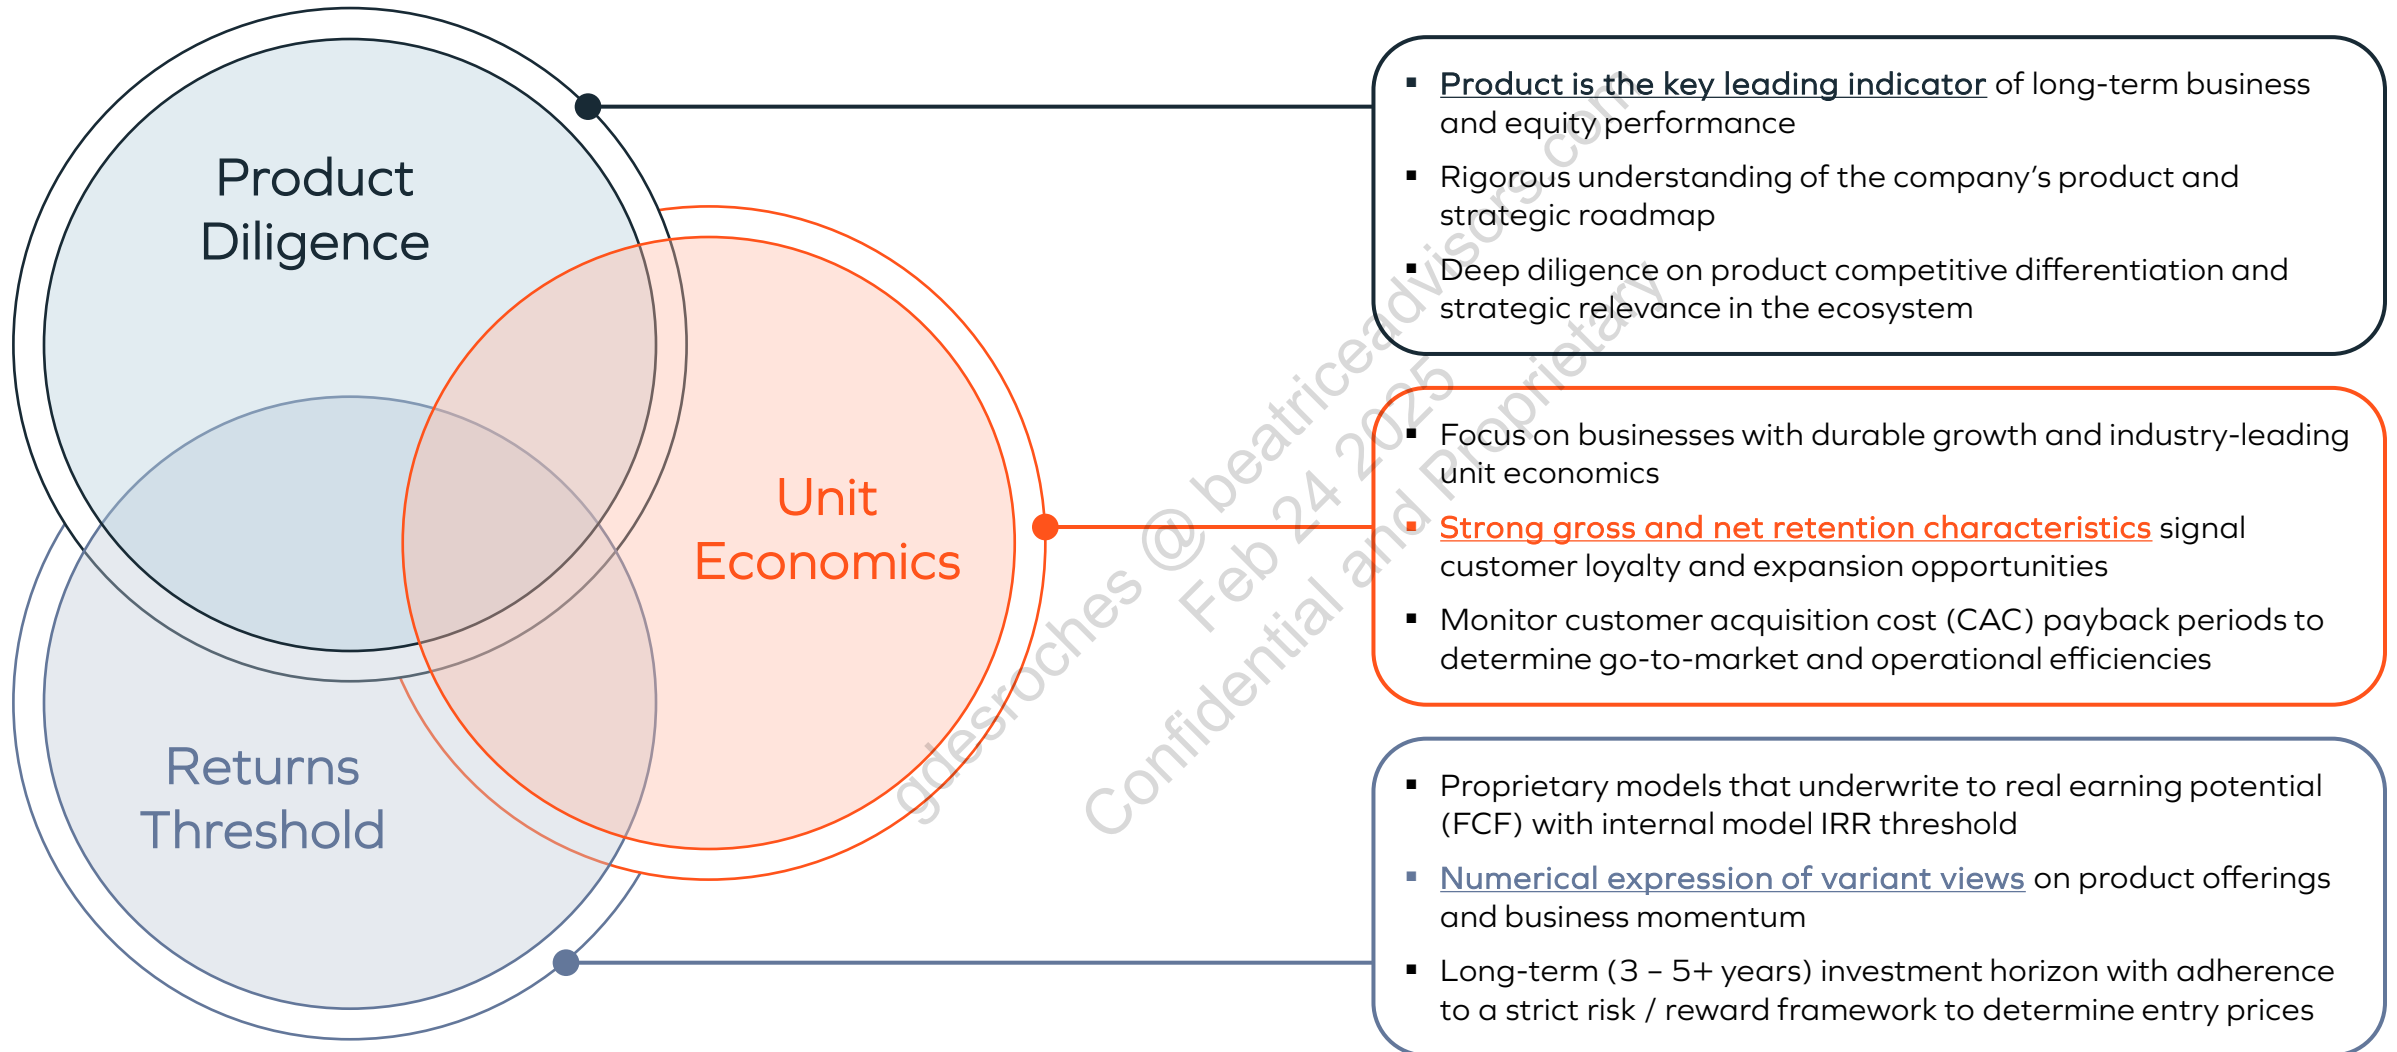 Product
Diligence
Unit
Economics
Returns
Threshold
▪ Product is the key leading indicator of long-term business
and equity performance
▪ Rigorous understanding of the company’s product and
strategic roadmap
▪ Deep diligence on product competitive differentiation and
strategic relevance in the ecosystem
▪ Focus on businesses with durable growth and industry-leading
unit economics
▪ Strong gross and net retention characteristics signal
customer loyalty and expansion opportunities
▪ Monitor customer acquisition cost (CAC) payback periods to
determine go-to-market and operational efficiencies
▪ Proprietary models that underwrite to real earning potential
(FCF) with internal model IRR threshold
▪ Numerical expression of variant views on product offerings
and business momentum
▪ Long-term (3 – 5+ years) investment horizon with adherence
to a strict risk / reward framework to determine entry prices
gdesroches @ beatriceadvisors.com
Feb 24 2025
Confidential and Proprietary